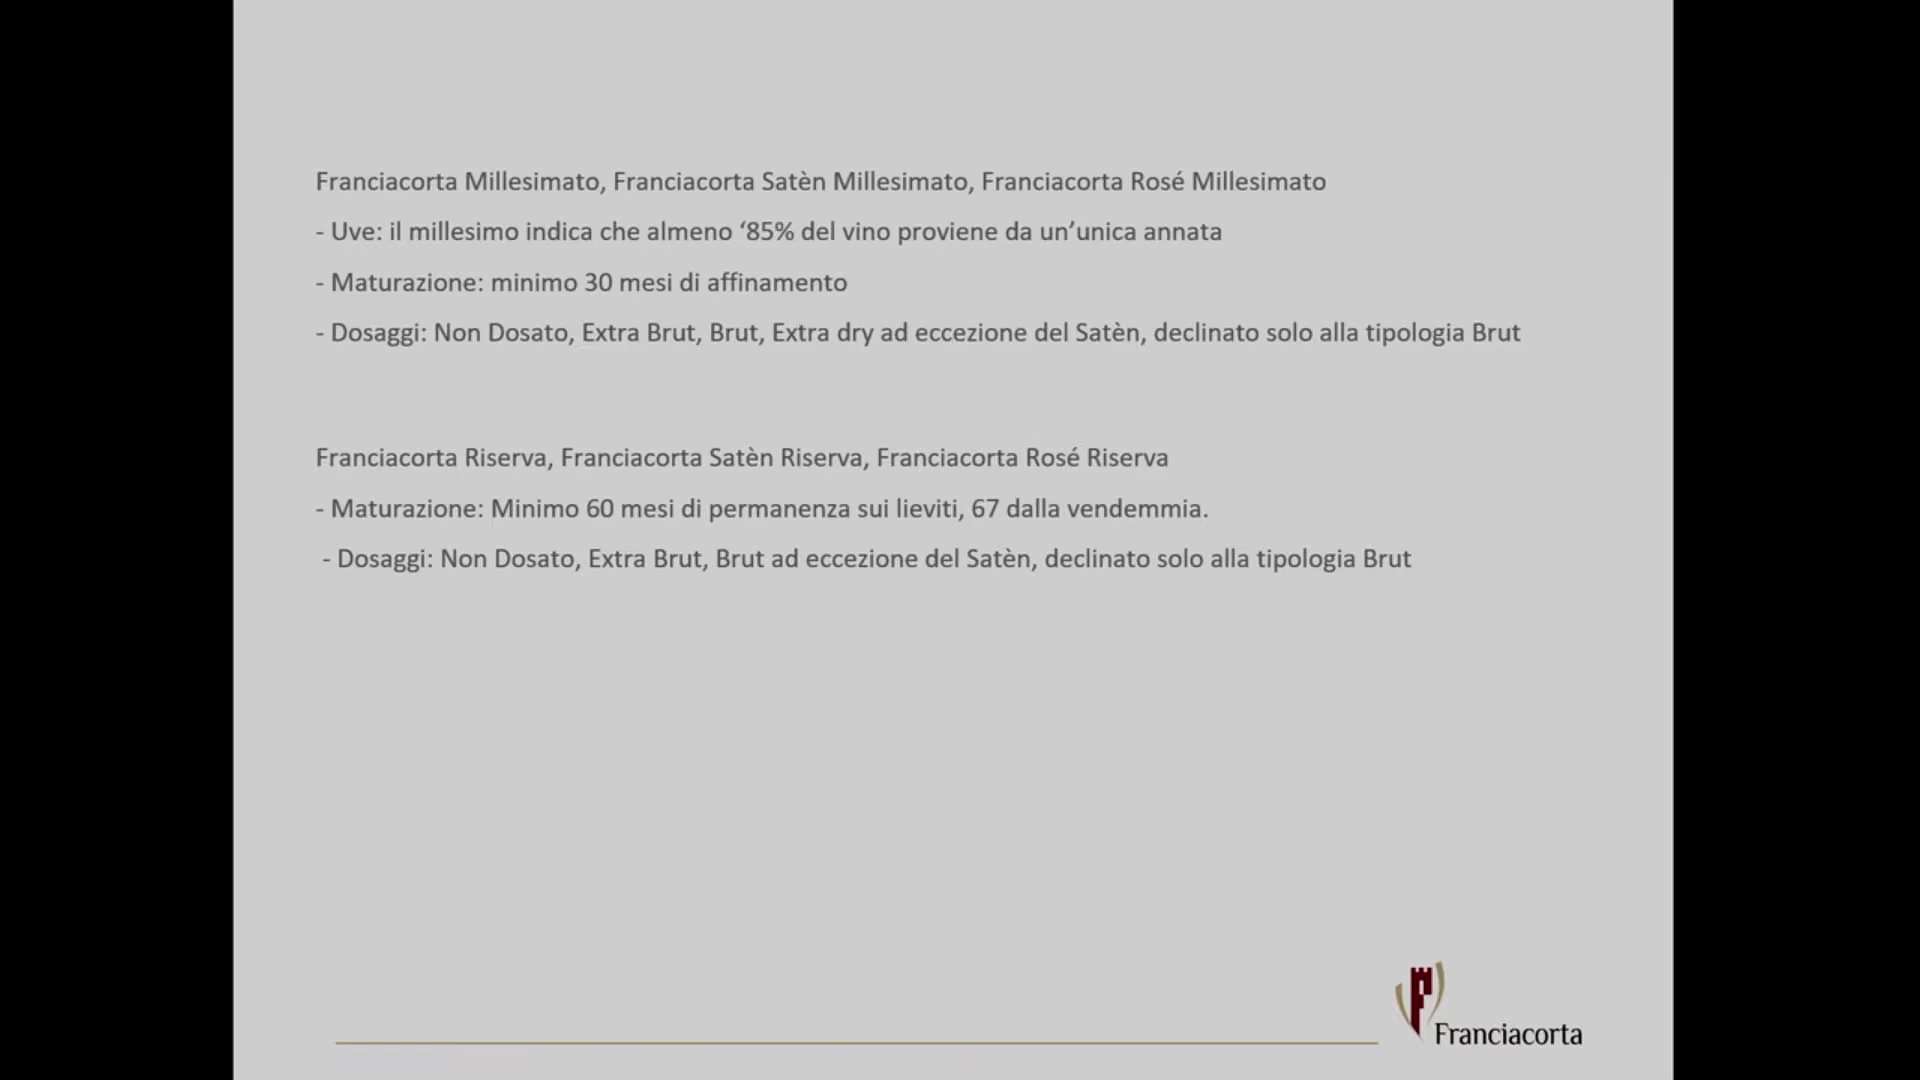 Franciacorta Millesimato, Franciacorta Satèn Millesimato, Franciacorta Rosé Millesimato
- Uve: il millesimo indica che almeno ‘85% del vino proviene da un’unica annata
- Maturazione: minimo 30 mesi di affinamento
- Dosaggi: Non Dosato, Extra Brut, Brut, Extra dry ad eccezione del Satèn, declinato solo alla tipologia Brut
Franciacorta Riserva, Franciacorta Satèn Riserva, Franciacorta Rosé Riserva
- Maturazione: Minimo 60 mesi di permanenza sui lieviti, 67 dalla vendemmia.
- Dosaggi: Non Dosato, Extra Brut, Brut ad eccezione del Satèn, declinato solo alla tipologia Brut
Franciacorta